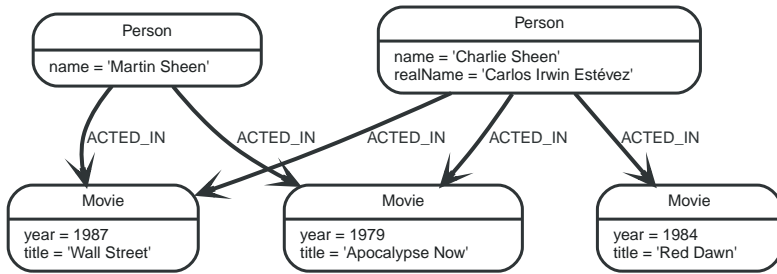 Person
name = 'Martin Sheen'
Person
name = 'Charlie Sheen'
realName = 'Carlos Irwin Estévez'
ACTED_IN
ACTED_IN
ACTED_IN
ACTED_IN
ACTED_IN
Movie
year = 1987
title = 'Wall Street'
Movie
year = 1979
title = 'Apocalypse Now'
Movie
year = 1984
title = 'Red Dawn'